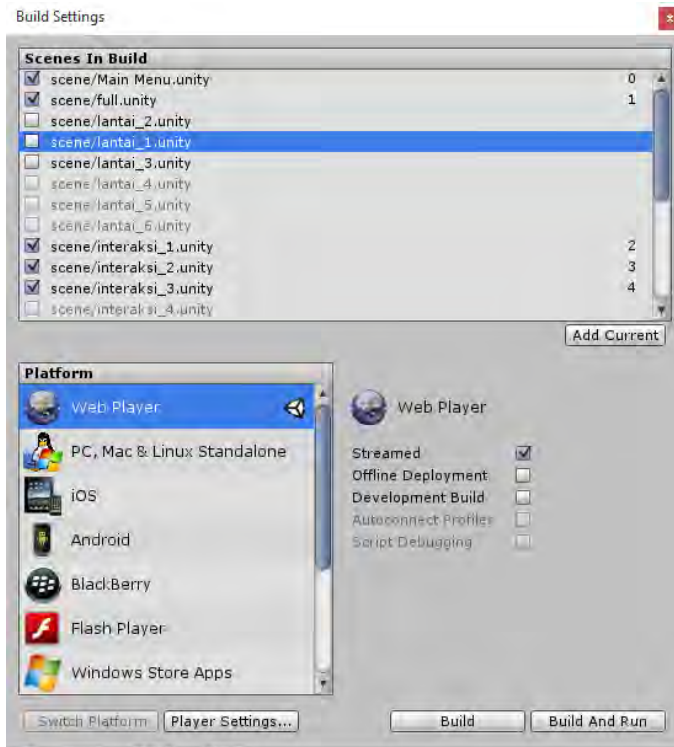 Build Settings
Scenes In Build
scene/Main Menu.unity 0
scene/full.unity 1
scene/lantai_2.unity
scene/lantai_1.unity
scene/lantai_3.unity
scene/lantai_4.unity
scene/lantai_5.unity
scene/lantai_6.unity
scene/interaksi_1.unity 2
scene/interaksi_2.unity 3
scene/interaksi_3.unity 4
scene/interaksi_4.unity
Add Current
Platform
Web Player
PC, Mac & Linux Standalone
iOS
Android
BlackBerry
Flash Player
Windows Store Apps
Web Player
Streamed
Offline Deployment
Development Build
Autoconnect Profiler
Script Debugging
Switch Platform Player Settings... Build Build And Run